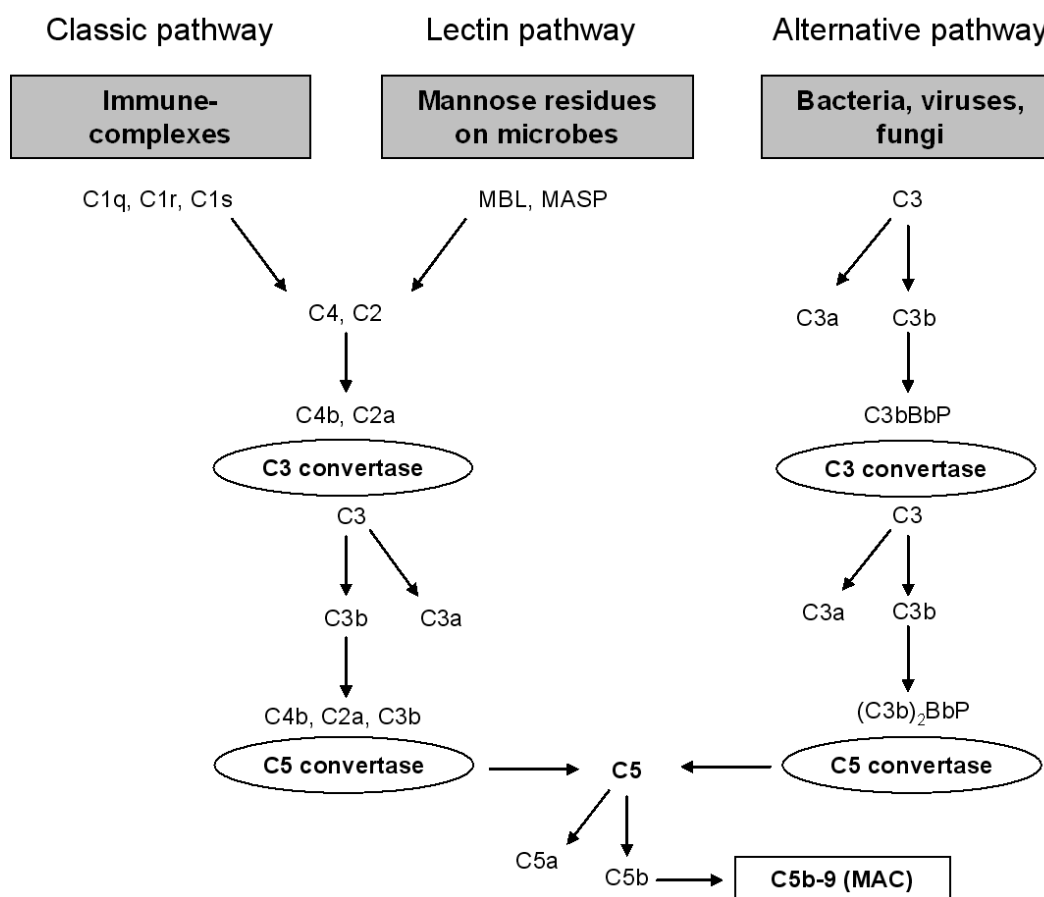 Classic pathway
Lectin pathway
Alternative pathway
Immune-
complexes
Mannose residues
on microbes
Bacteria, viruses,
fungi
C1q, C1r, C1s
MBL, MASP
C3
C4, C2
C3a
C3b
C4b, C2a
C3bBbP
C3 convertase
C3 convertase
C3
C3
C3b
C3a
C3a
C3b
C4b, C2a, C3b
(C3b)₂BbP
C5 convertase
C5
C5 convertase
C5a
C5b
C5b-9 (MAC)